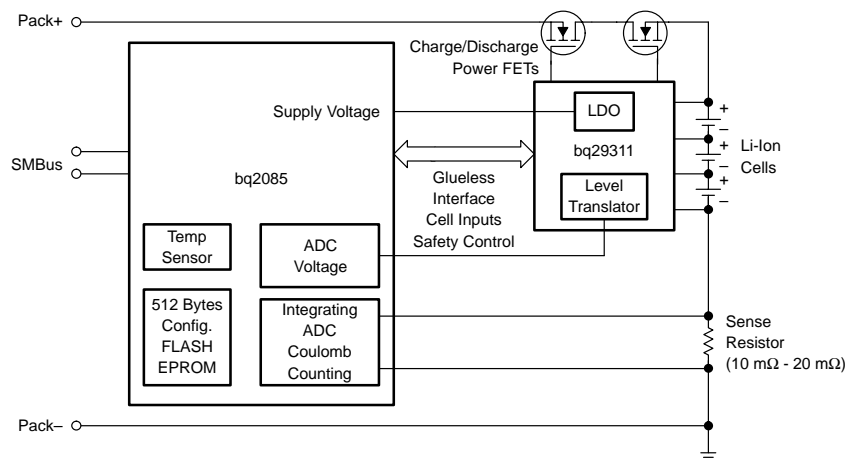 Pack+
Charge/Discharge
Power FETs
Supply Voltage
LDO
bq29311
+
–
+
–
+
–
Li-Ion
Cells
SMBus
bq2085
Glueless
Interface
Cell Inputs
Safety Control
Level
Translator
Temp
Sensor
ADC
Voltage
512 Bytes
Config.
FLASH
EPROM
Integrating
ADC
Coulomb
Counting
Sense
Resistor
(10 mΩ - 20 mΩ)
Pack–